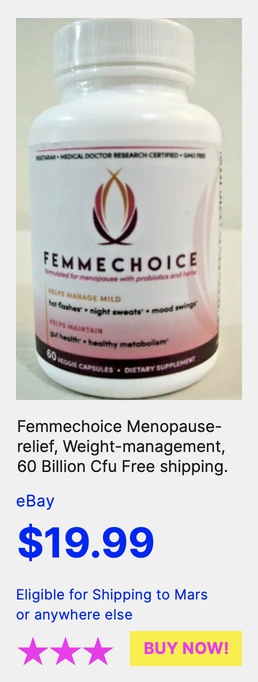 VEGETARIAN • MEDICAL DOCTOR RESEARCH CERTIFIED • GMO FREE
FEMMECHOICE
formulated for menopause with probiotics and herbs
HELPS MANAGE MILD
hot flashes* • night sweats* • mood swings*
HELPS MAINTAIN
gut health* • healthy metabolism*
60 VEGGIE CAPSULES • DIETARY SUPPLEMENT
Femmechoice Menopause-
relief, Weight-management,
60 Billion Cfu Free shipping.
eBay
$19.99
Eligible for Shipping to Mars
or anywhere else
BUY NOW!